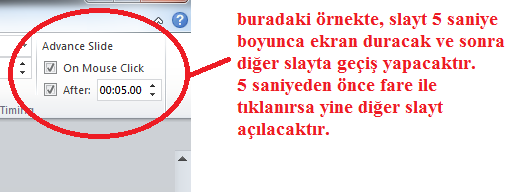 Advance Slide
On Mouse Click
After: 00:05.00
Timing
buradaki örnekte, slayt 5 saniye
boyunca ekran duracak ve sonra
diğer slayta geçiş yapacaktır.
5 saniyeden önce fare ile
tıklanırsa yine diğer slayt
açılacaktır.